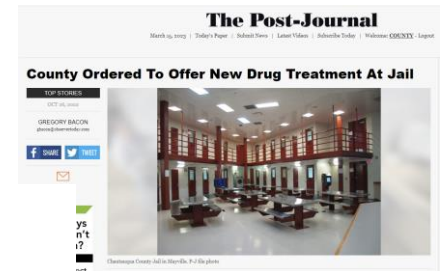 The Post-Journal
March 15, 2023 | Today's Paper | Submit News | Latest Videos | Subscribe Today | Welcome COUNTY - Logout
County Ordered To Offer New Drug Treatment At Jail
TOP STORIES
GREGORY BACON
SHARE
TWEET
ys
n't
?
Chautauqua County Jail in Mayville. P-J file photo